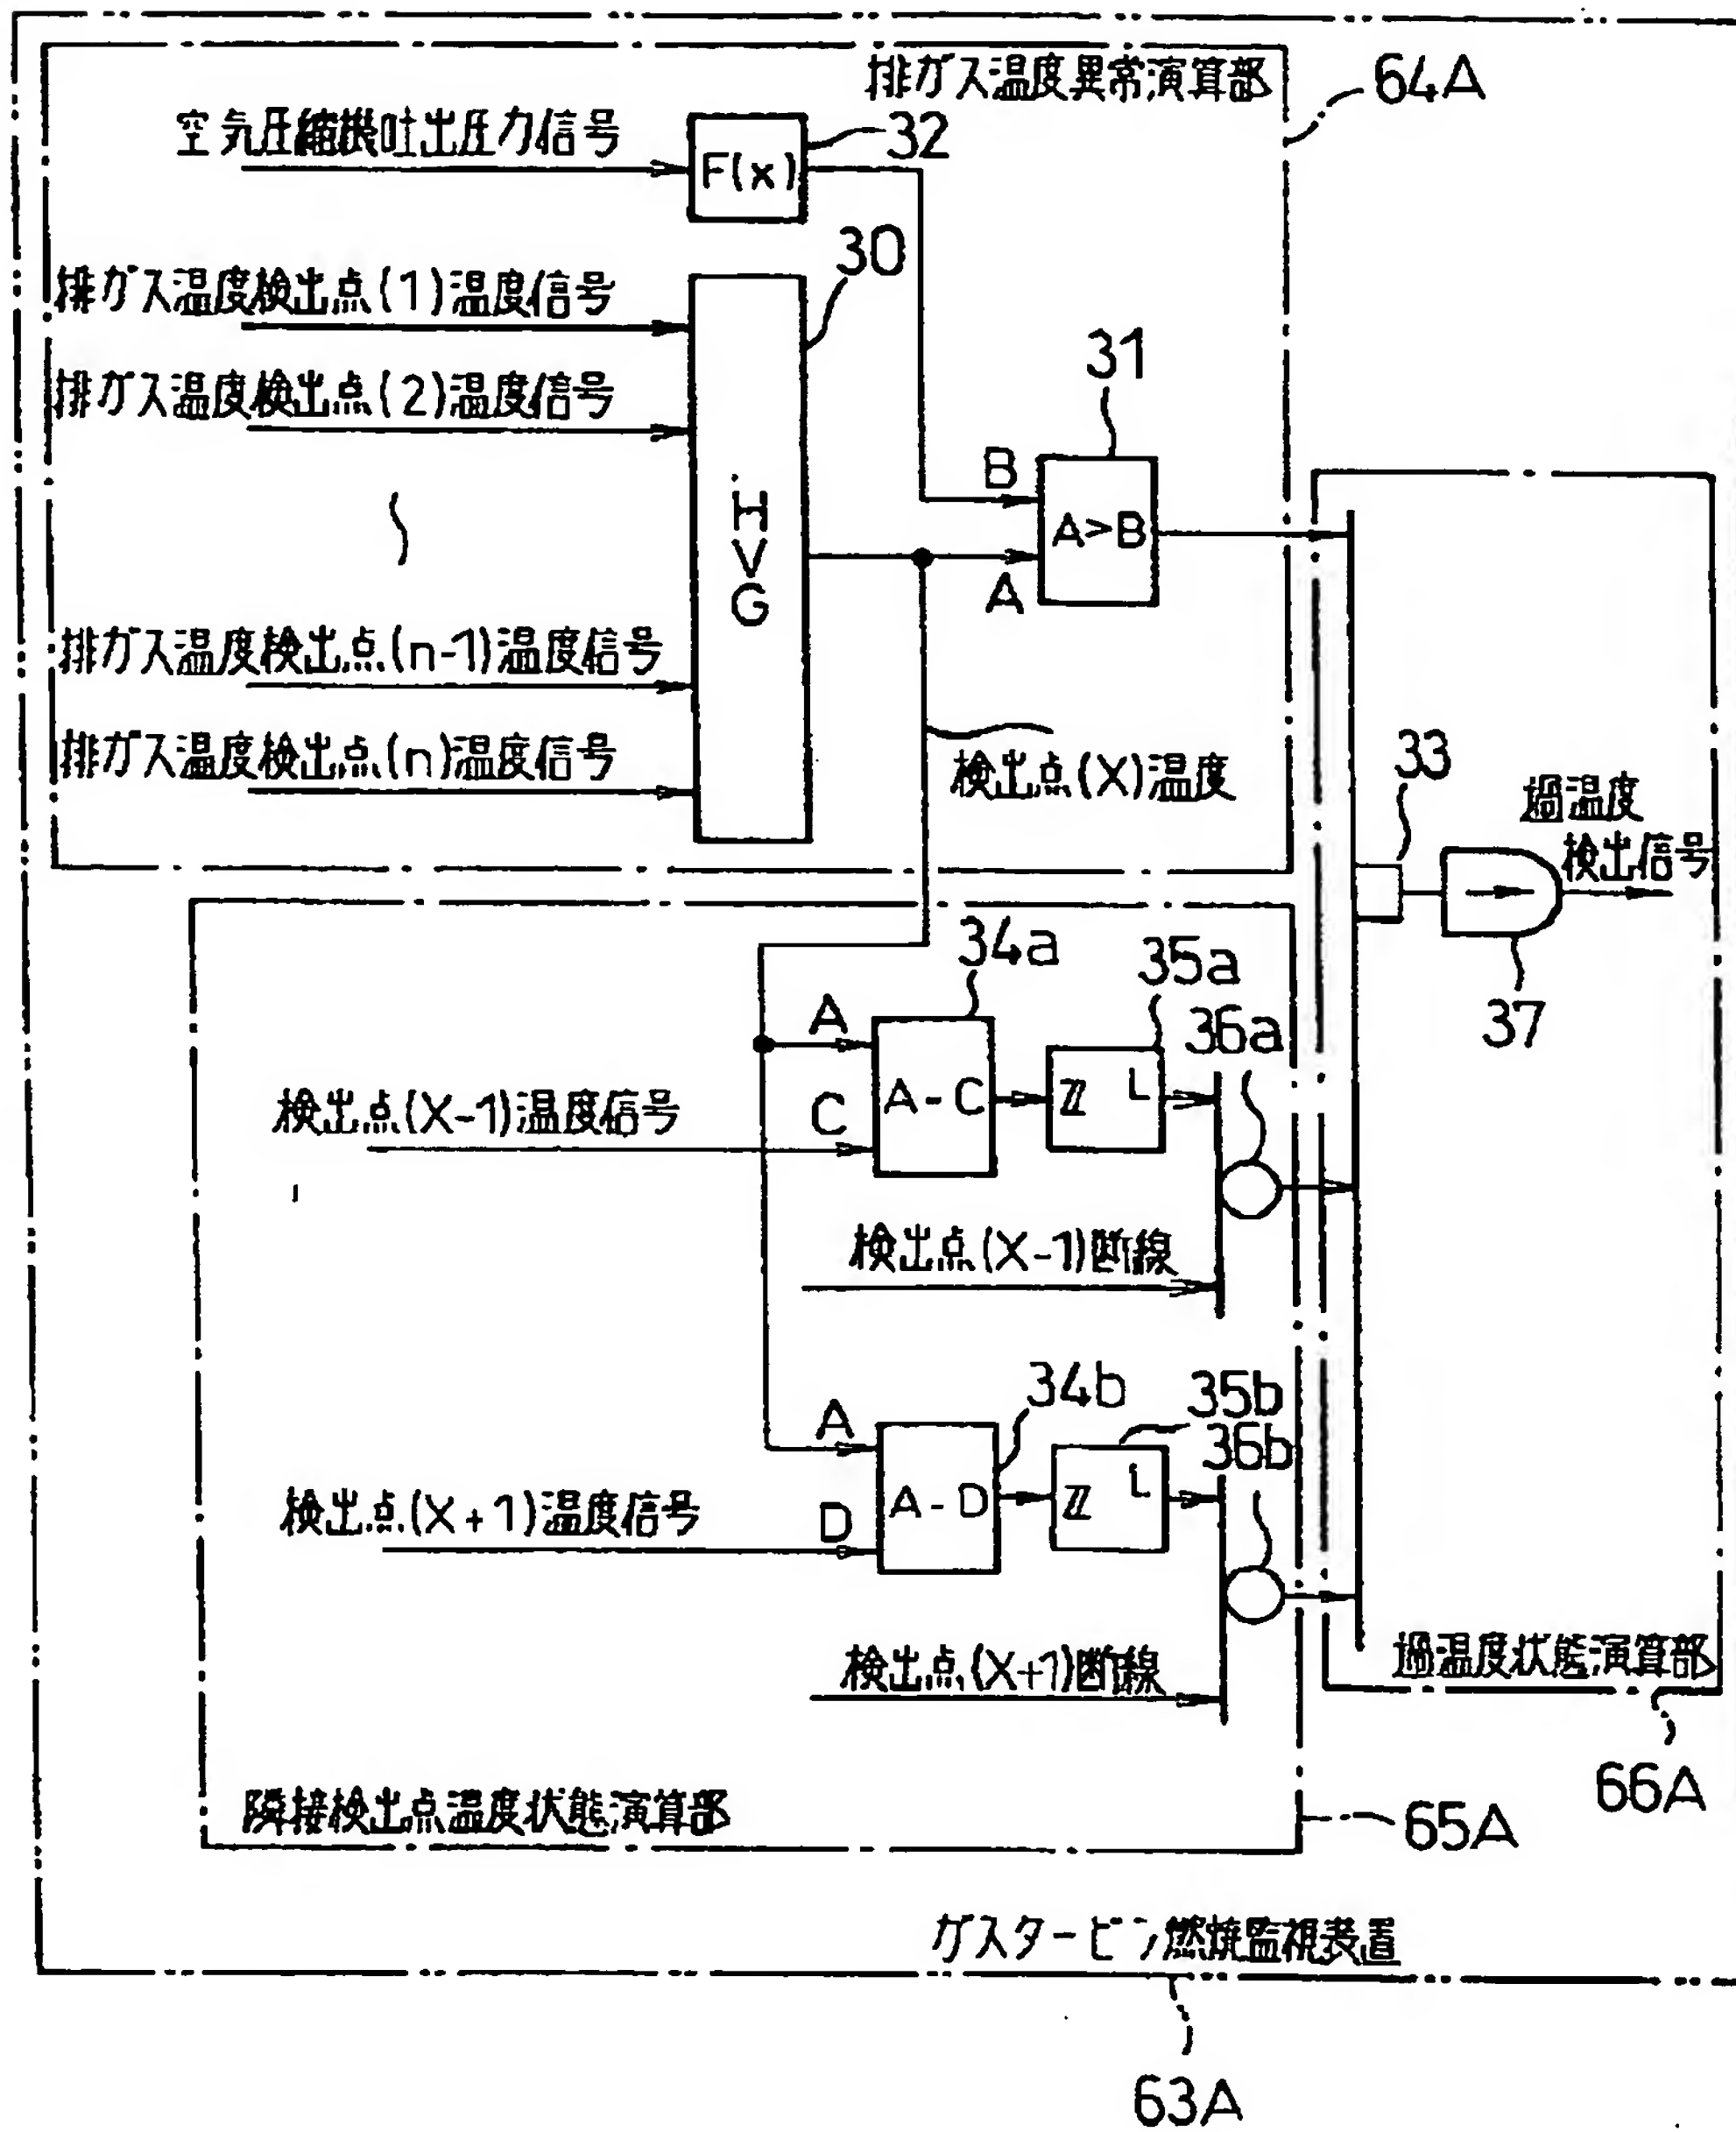 排ガス温度異常演算部
64A
空気圧縮機吐出圧力信号
F(x)
32
30
排ガス温度検出点(1)温度信号
排ガス温度検出点(2)温度信号
31
B
A>B
A
HVG
排ガス温度検出点(n-1)温度信号
排ガス温度検出点(n)温度信号
検出点(X)温度
33
過温度
検出信号
37
34a
35a
36a
A
A-C
C
L
検出点(X-1)温度信号
検出点(X-1)断線
34b
35b
36b
A
A-D
D
L
検出点(X+1)温度信号
検出点(X+1)断線
過温度状態演算部
66A
隣接検出点温度状態演算部
65A
ガスタービン燃焼監視装置
63A